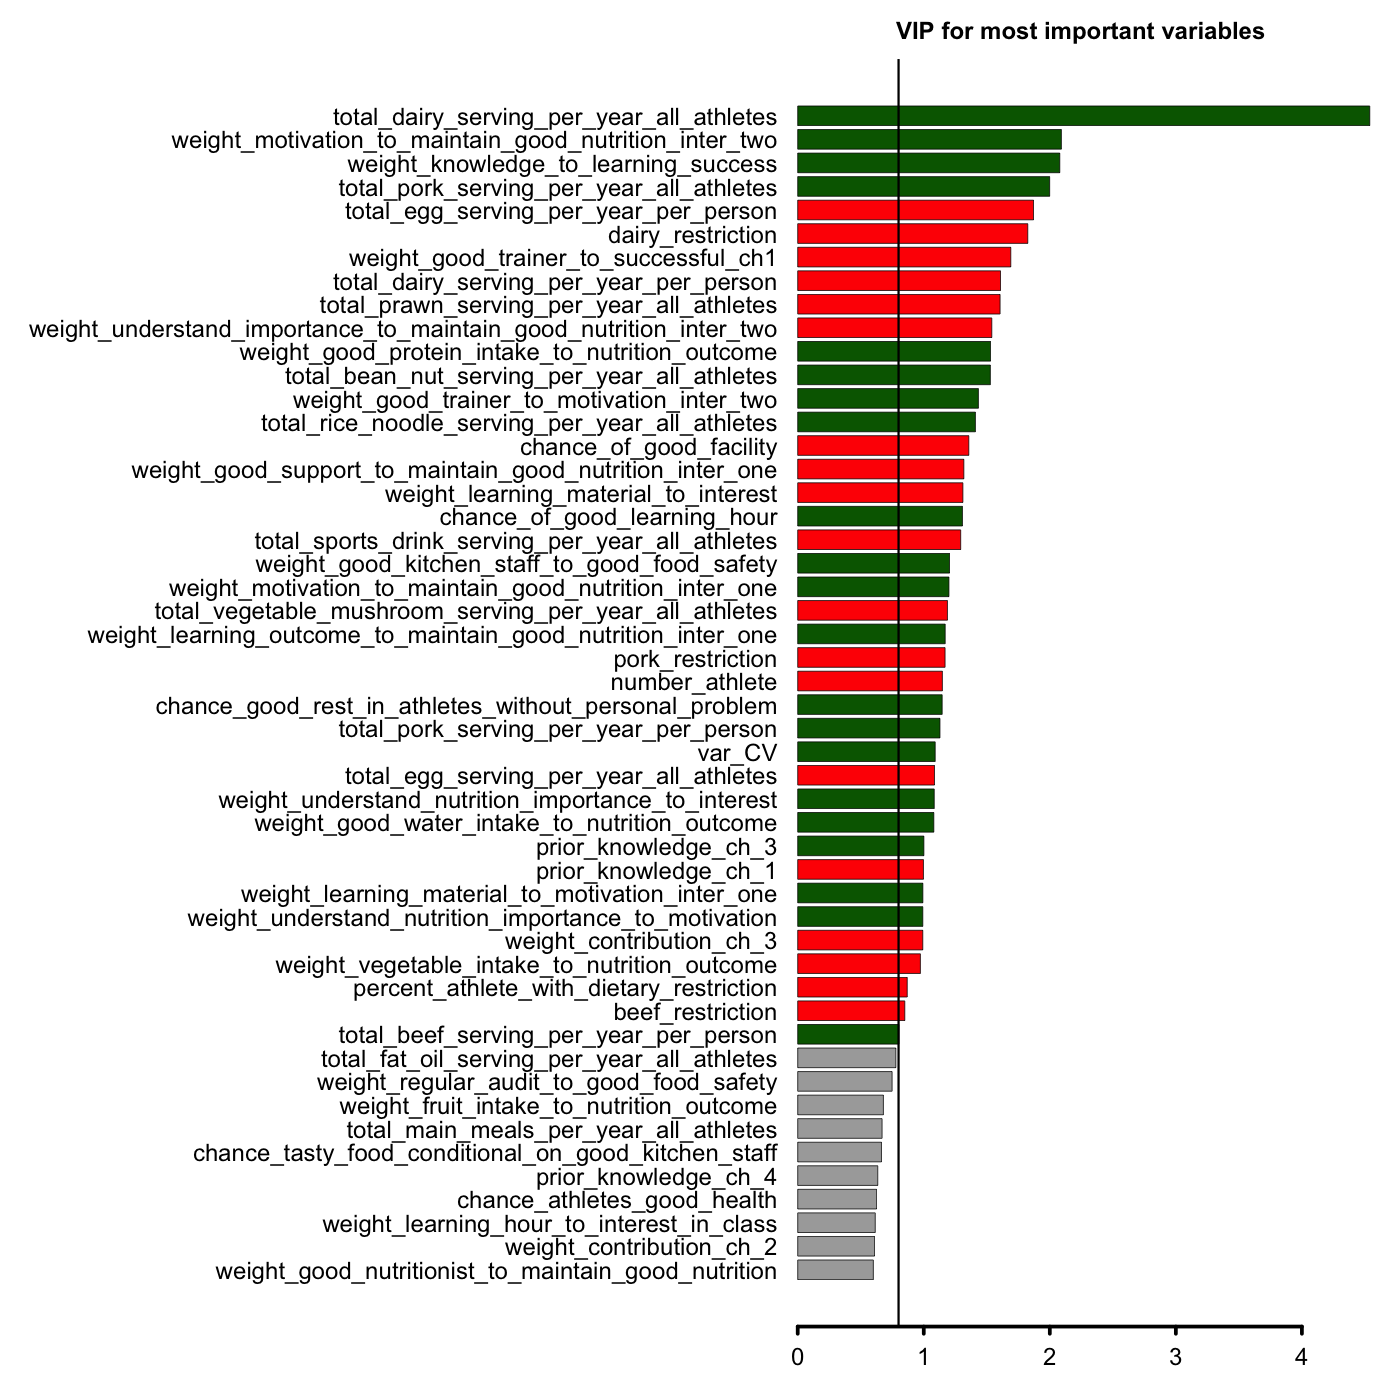 VIP for most important variables
total_dairy_serving_per_year_all_athletes
weight_motivation_to_maintain_good_nutrition_inter_two
weight_knowledge_to_learning_success
total_pork_serving_per_year_all_athletes
total_egg_serving_per_year_per_person
dairy_restriction
weight_good_trainer_to_successful_ch1
total_dairy_serving_per_year_per_person
total_prawn_serving_per_year_all_athletes
weight_understand_importance_to_maintain_good_nutrition_inter_two
weight_good_protein_intake_to_nutrition_outcome
total_bean_nut_serving_per_year_all_athletes
weight_good_trainer_to_motivation_inter_two
total_rice_noodle_serving_per_year_all_athletes
chance_of_good_facility
weight_good_support_to_maintain_good_nutrition_inter_one
weight_learning_material_to_interest
chance_of_good_learning_hour
total_sports_drink_serving_per_year_all_athletes
weight_good_kitchen_staff_to_good_food_safety
weight_motivation_to_maintain_good_nutrition_inter_one
total_vegetable_mushroom_serving_per_year_all_athletes
weight_learning_outcome_to_maintain_good_nutrition_inter_one
pork_restriction
number_athlete
chance_good_rest_in_athletes_without_personal_problem
total_pork_serving_per_year_per_person
var_CV
total_egg_serving_per_year_all_athletes
weight_understand_nutrition_importance_to_interest
weight_good_water_intake_to_nutrition_outcome
prior_knowledge_ch_3
prior_knowledge_ch_1
weight_learning_material_to_motivation_inter_one
weight_understand_nutrition_importance_to_motivation
weight_contribution_ch_3
weight_vegetable_intake_to_nutrition_outcome
percent_athlete_with_dietary_restriction
beef_restriction
total_beef_serving_per_year_per_person
total_fat_oil_serving_per_year_all_athletes
weight_regular_audit_to_good_food_safety
weight_fruit_intake_to_nutrition_outcome
total_main_meals_per_year_all_athletes
chance_tasty_food_conditional_on_good_kitchen_staff
prior_knowledge_ch_4
chance_athletes_good_health
weight_learning_hour_to_interest_in_class
weight_contribution_ch_2
weight_good_nutritionist_to_maintain_good_nutrition
0 1 2 3 4